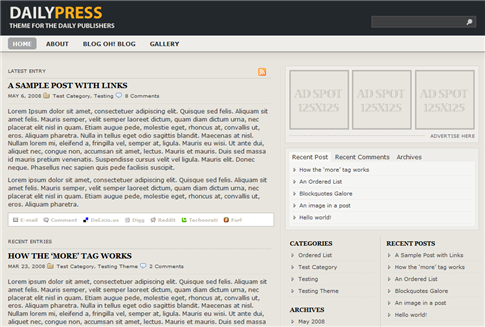 DAILYPRESS
THEME FOR THE DAILY PUBLISHERS
HOME ABOUT BLOG OH! BLOG GALLERY
LATEST ENTRY
A SAMPLE POST WITH LINKS
MAY 6, 2008 Test Category, Testing 8 Comments
Lorem Ipsum dolor sit amet, consectetuer adipiscing elit. Quisque sed felis. Aliquam sit
amet felis. Mauris semper, velit semper laoreet dictum, quam diam dictum urna, nec
placerat elit nisl in quam. Etiam augue pede, molestie eget, rhoncus at, convallis ut,
eros. Aliquam pharetra. Nulla in tellus eget odio sagittis blandit. Maecenas at nisl.
Nullam lorem mi, eleifend a, fringilla vel, semper at, ligula. Mauris eu wisi. Ut ante dui,
aliquet nec, congue non, accumsan sit amet, lectus. Mauris et mauris. Duis sed massa
id mauris pretium venenatis. Suspendisse cursus velit vel ligula. Mauris elit. Donec
neque. Phasellus nec sapien quis pede facilisis suscipit.
Lorem ipsum dolor sit amet, consectetuer adipiscing elit. Quisque sed felis. Aliquam sit
amet felis. Mauris semper, velit semper laoreet dictum, quam diam dictum urna, nec
placerat elit nisl in quam. Etiam augue pede, molestie eget, rhoncus at, convallis ut,
eros. Aliquam pharetra.
E-mail Comment Del.icio.us Digg Reddit Technorati Furl
RECENT ENTRIES
HOW THE ‘MORE’ TAG WORKS
MAR 23, 2008 Testing, Testing Theme 2 Comments
Lorem ipsum dolor sit amet, consectetuer adipiscing elit. Quisque sed felis. Aliquam sit
amet felis. Mauris semper, velit semper laoreet dictum, quam diam dictum urna, nec
placerat elit nisl in quam. Etiam augue pede, molestie eget, rhoncus at, convallis ut,
eros. Aliquam pharetra. Nulla in tellus eget odio sagittis blandit. Maecenas at nisl.
Nullam lorem mi, eleifend a, fringilla vel, semper at, ligula. Mauris eu wisi. Ut ante dui,
aliquet nec, congue non, accumsan sit amet, lectus. Mauris et mauris. Duis sed massa
AD SPOT AD SPOT AD SPOT
125X125 125X125 125X125
ADVERTISE HERE
Recent Post Recent Comments Archives
How the 'more' tag works
An Ordered List
Blockquotes Galore
An image in a post
Hello world!
CATEGORIES
Ordered List
Test Category
Testing
Testing Theme
ARCHIVES
May 2008
RECENT POSTS
A Sample Post with Links
How the 'more' tag works
An Ordered List
Blockquotes Galore
An image in a post
Hello world!